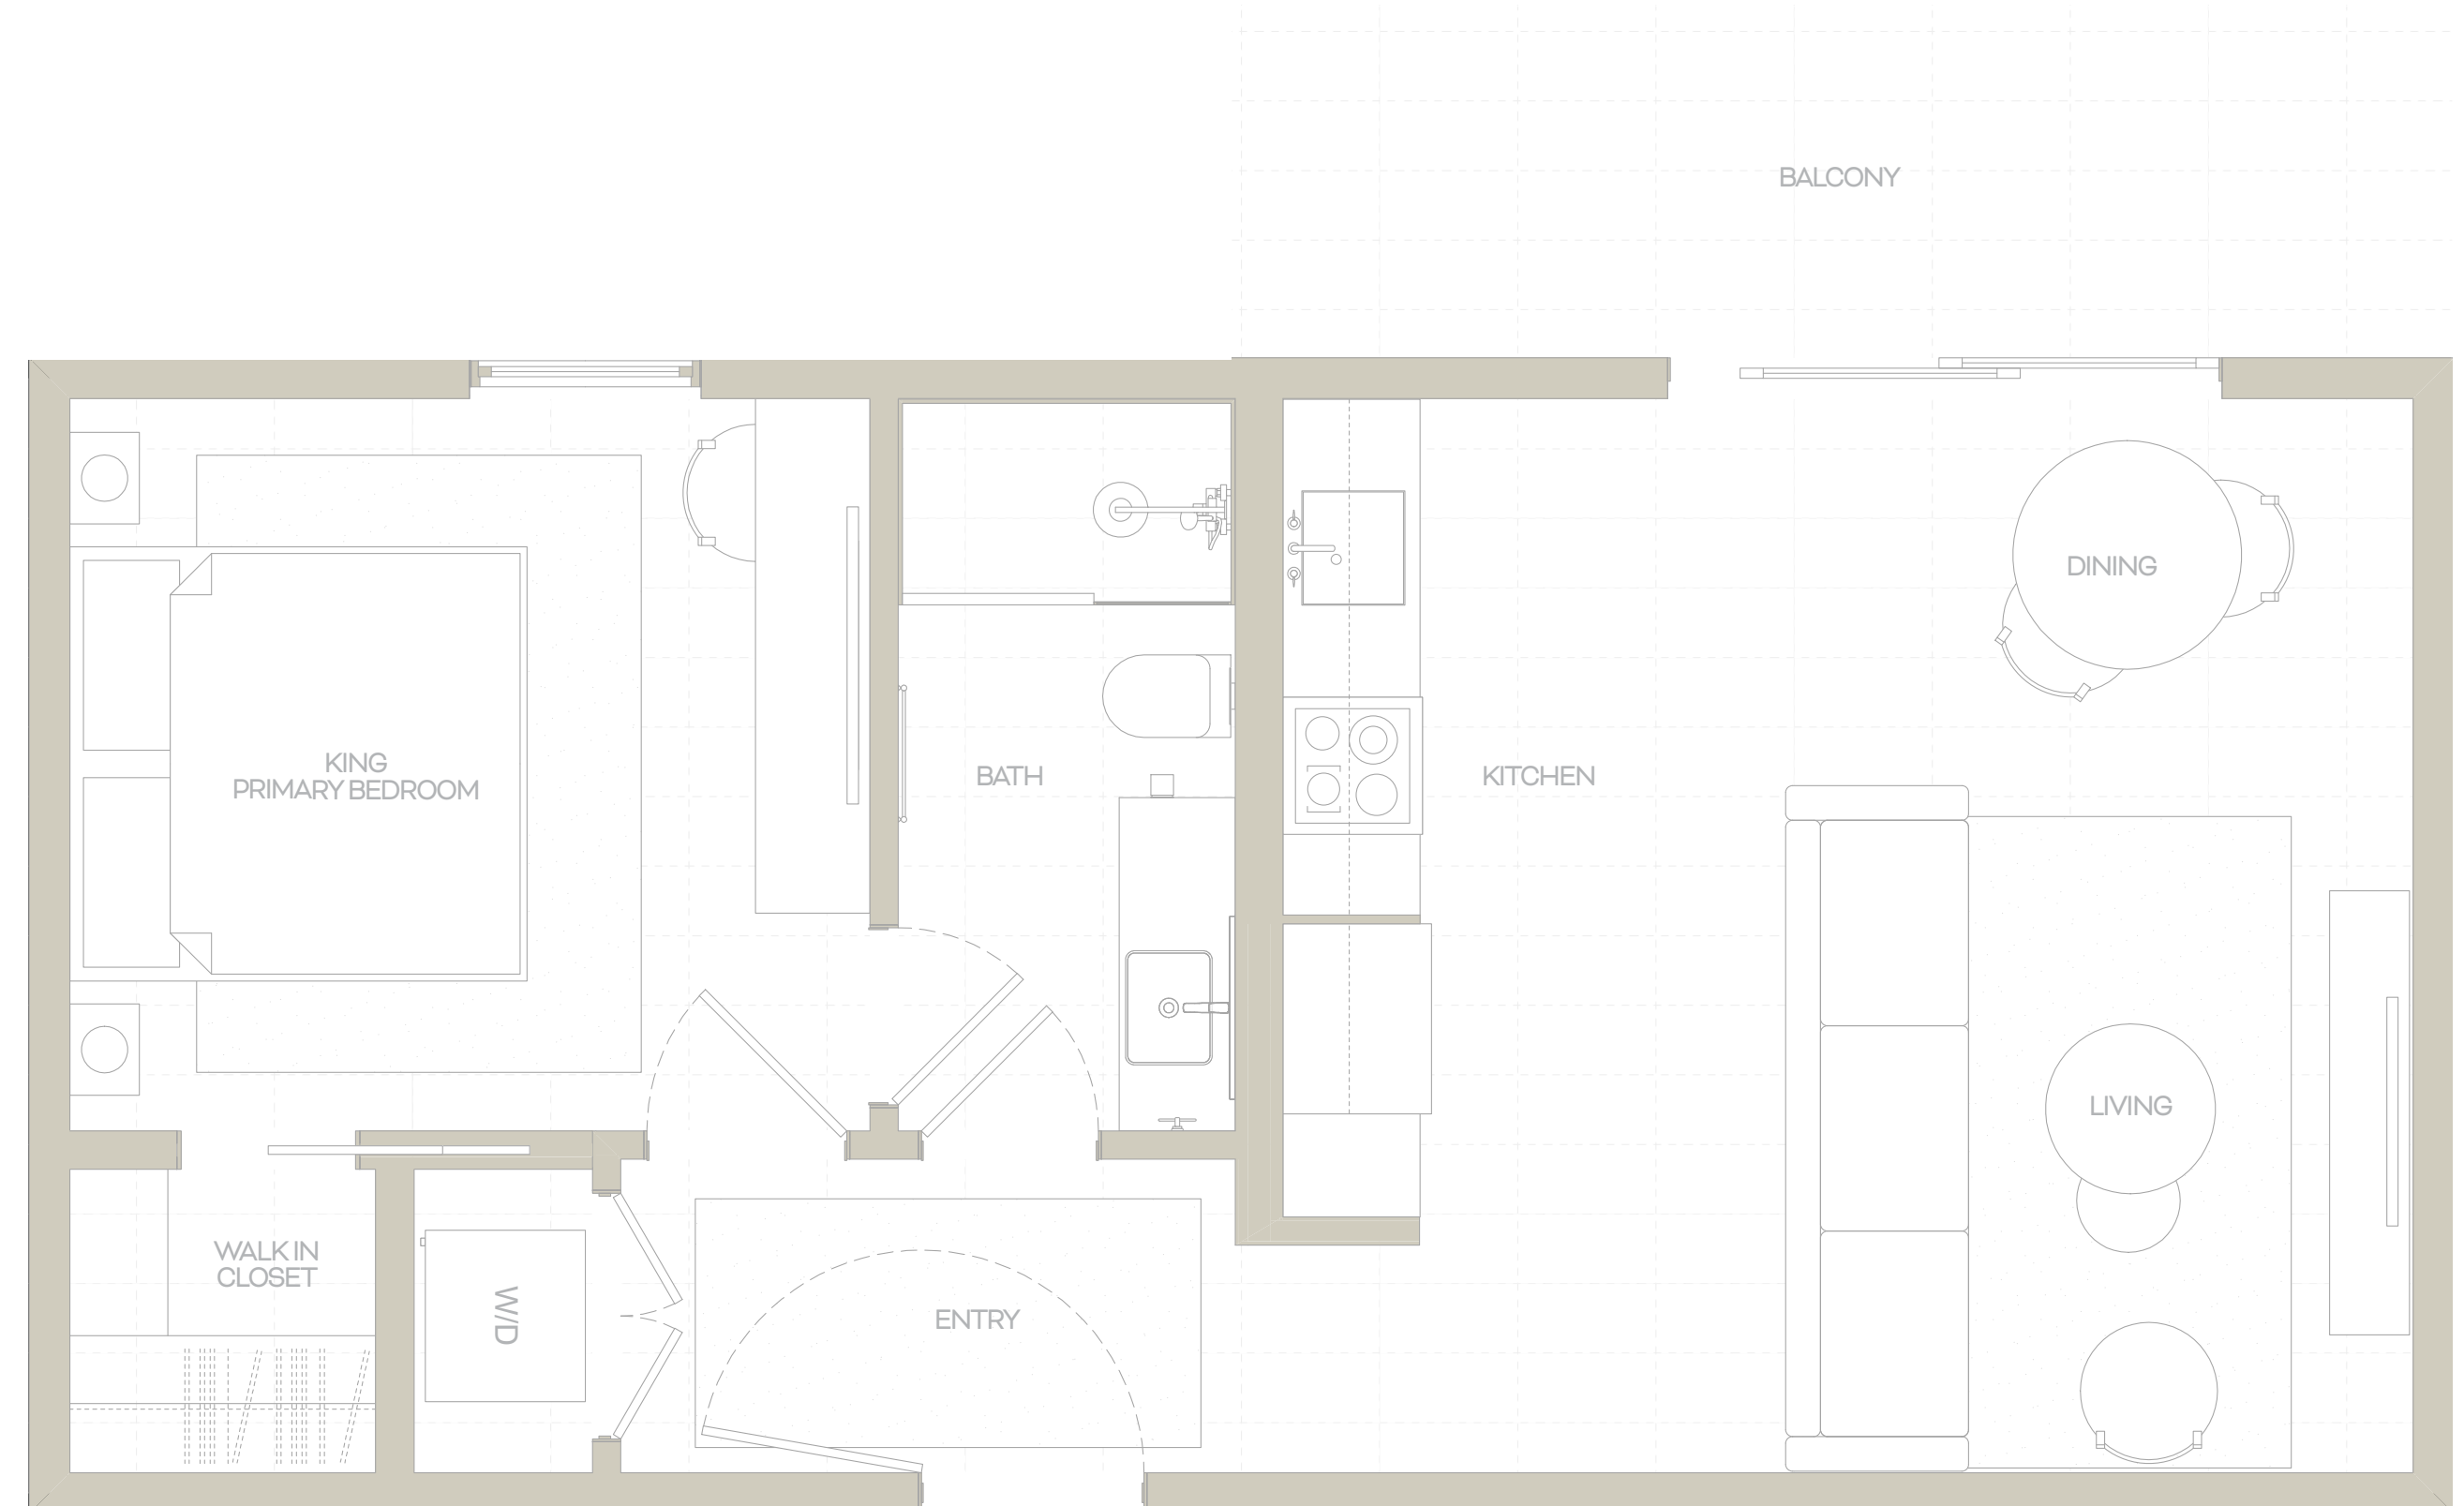 BALCONY
DINING
KING
PRIMARY BEDROOM
BATH
KITCHEN
LIVING
WALK IN
CLOSET
W/D
ENTRY